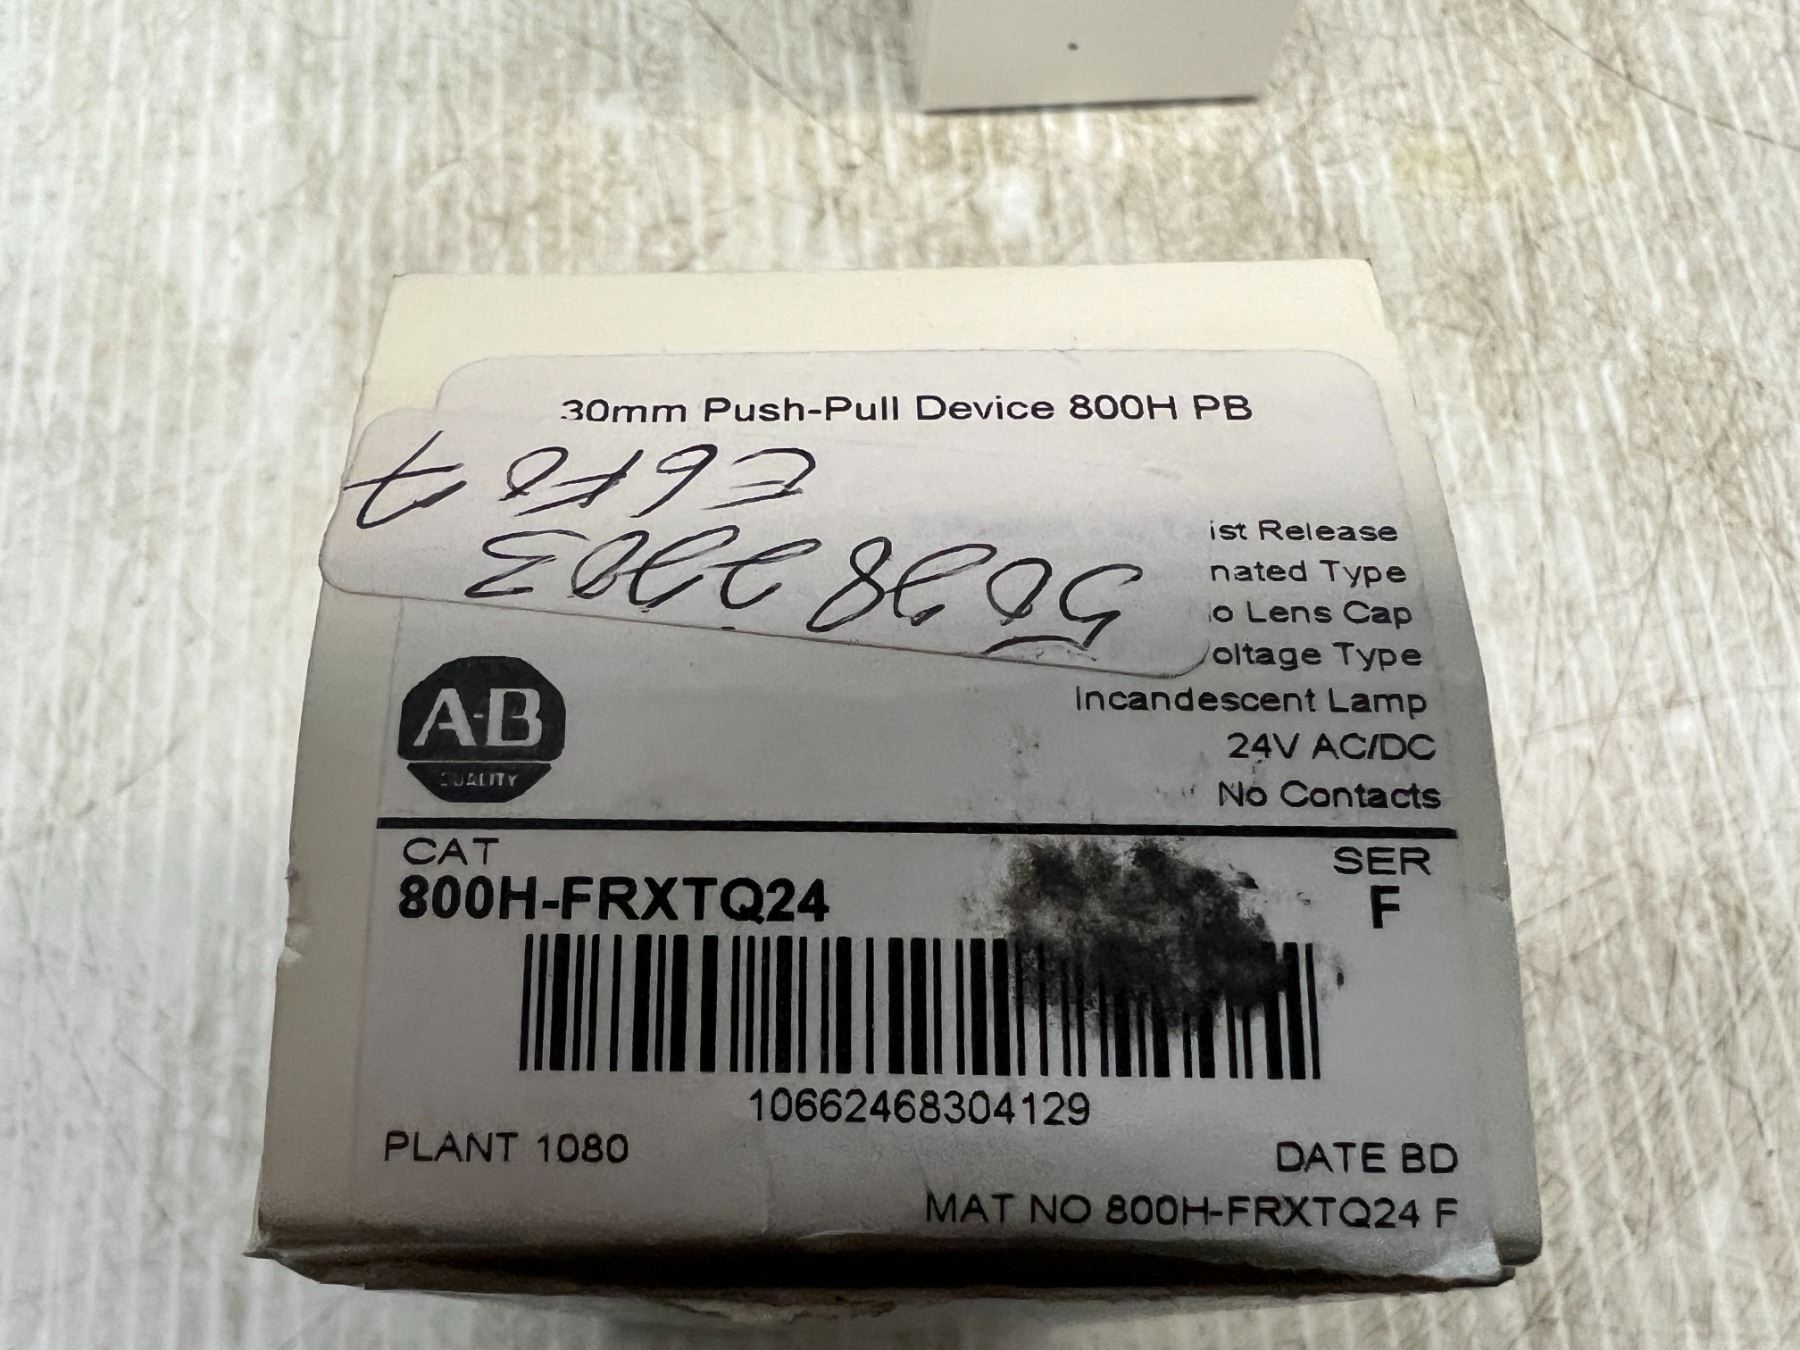 30mm Push-Pull Device 800H PB
ist Release
nated Type
o Lens Cap
oltage Type
Incandescent Lamp
24V AC/DC
No Contacts
A-B
QUALITY
CAT
800H-FRXTQ24
SER
F
10662468304129
PLANT 1080
DATE BD
MAT NO 800H-FRXTQ24 F